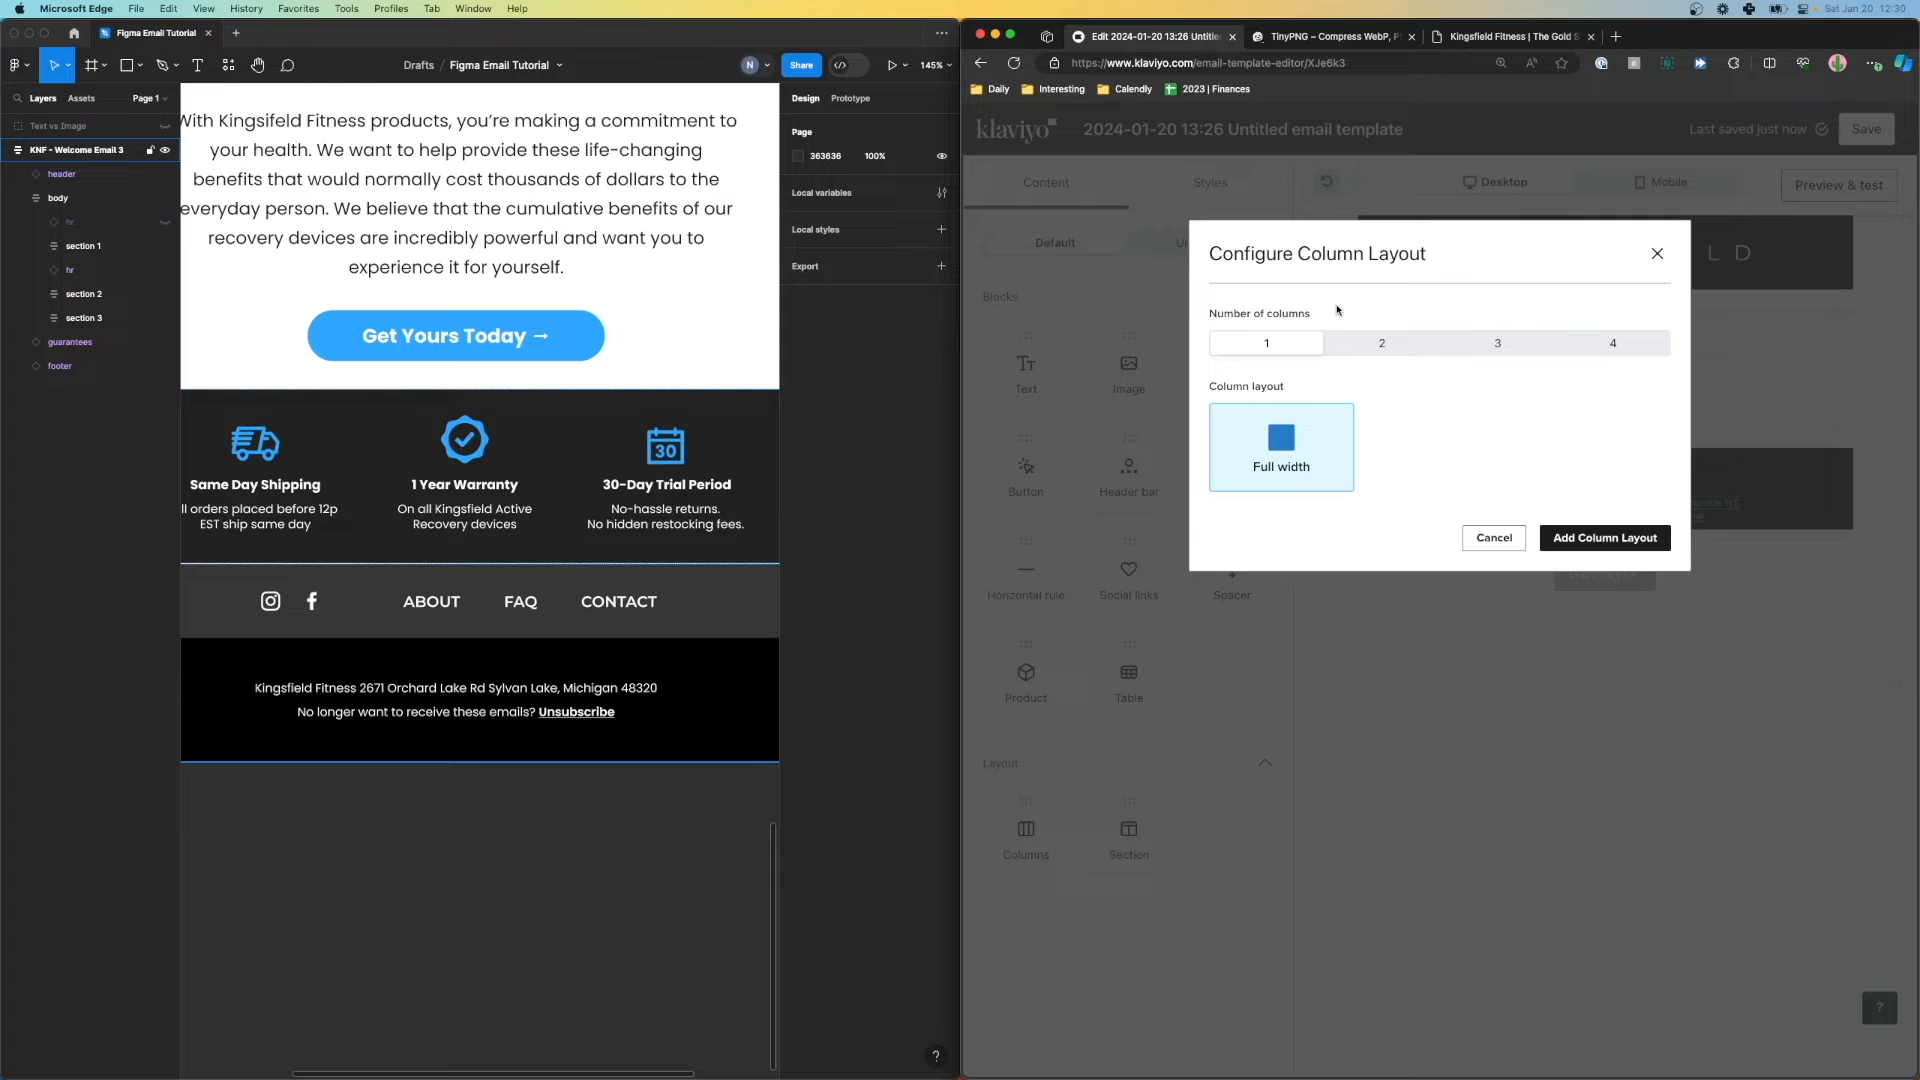 Microsoft Edge File Edit View History Favorites Tools Profiles Tab Window Help
Sat Jan 20 12:30
Figma Email Tutorial
Drafts / Figma Email Tutorial
N
Share
145%
Layers Assets Page 1
Text vs Image
KNF - Welcome Email 3
header
body
hr
section 1
hr
section 2
section 3
guarantees
footer
With Kingsifeld Fitness products, you're making a commitment to
your health. We want to help provide these life-changing
benefits that would normally cost thousands of dollars to the
everyday person. We believe that the cumulative benefits of our
recovery devices are incredibly powerful and want you to
experience it for yourself.
Get Yours Today →
30
Same Day Shipping
ll orders placed before 12p
EST ship same day
1 Year Warranty
On all Kingsfield Active
Recovery devices
30-Day Trial Period
No-hassle returns.
No hidden restocking fees.
ABOUT FAQ CONTACT
Kingsfield Fitness 2671 Orchard Lake Rd Sylvan Lake, Michigan 48320
No longer want to receive these emails? Unsubscribe
Design Prototype
Page
363636 100%
Local variables
Local styles
Export
?
Edit 2024-01-20 13:26 Untitle
TinyPNG – Compress WebP, P
Kingsfield Fitness | The Gold S
https://www.klaviyo.com/email-template-editor/XJe6k3
Daily Interesting Calendly 2023 | Finances
klaviyo
2024-01-20 13:26 Untitled email template
Last saved just now
Save
Content Styles
Desktop Mobile
Preview & test
Default
Un
L D
Blocks
Text
Image
Button
Header bar
Horizontal rule
Social links
Spacer
Product
Table
Layout
Columns
Section
Configure Column Layout
Number of columns
1 2 3 4
Column layout
Full width
Cancel
Add Column Layout
?